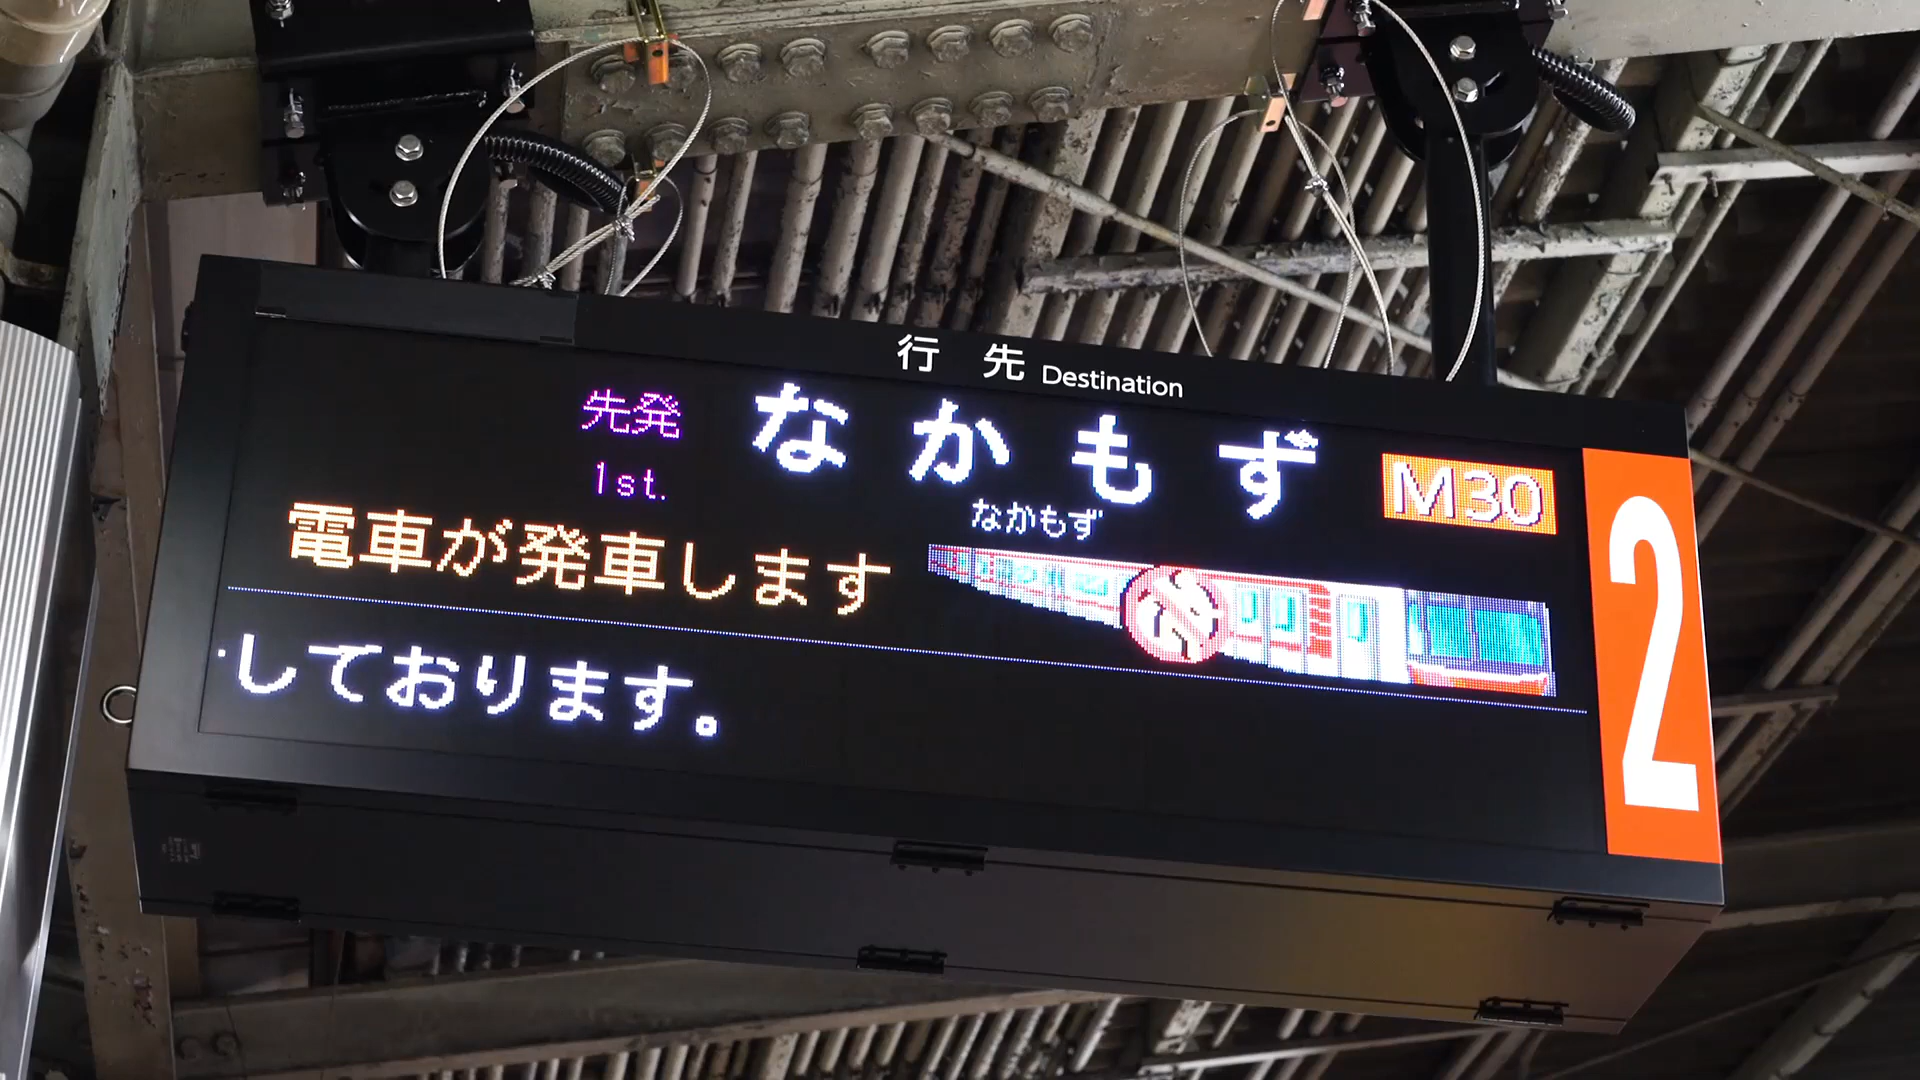 行 先 Destination
先発 なかもず M30
1st.
なかもず
電車が発車します
しております。
2